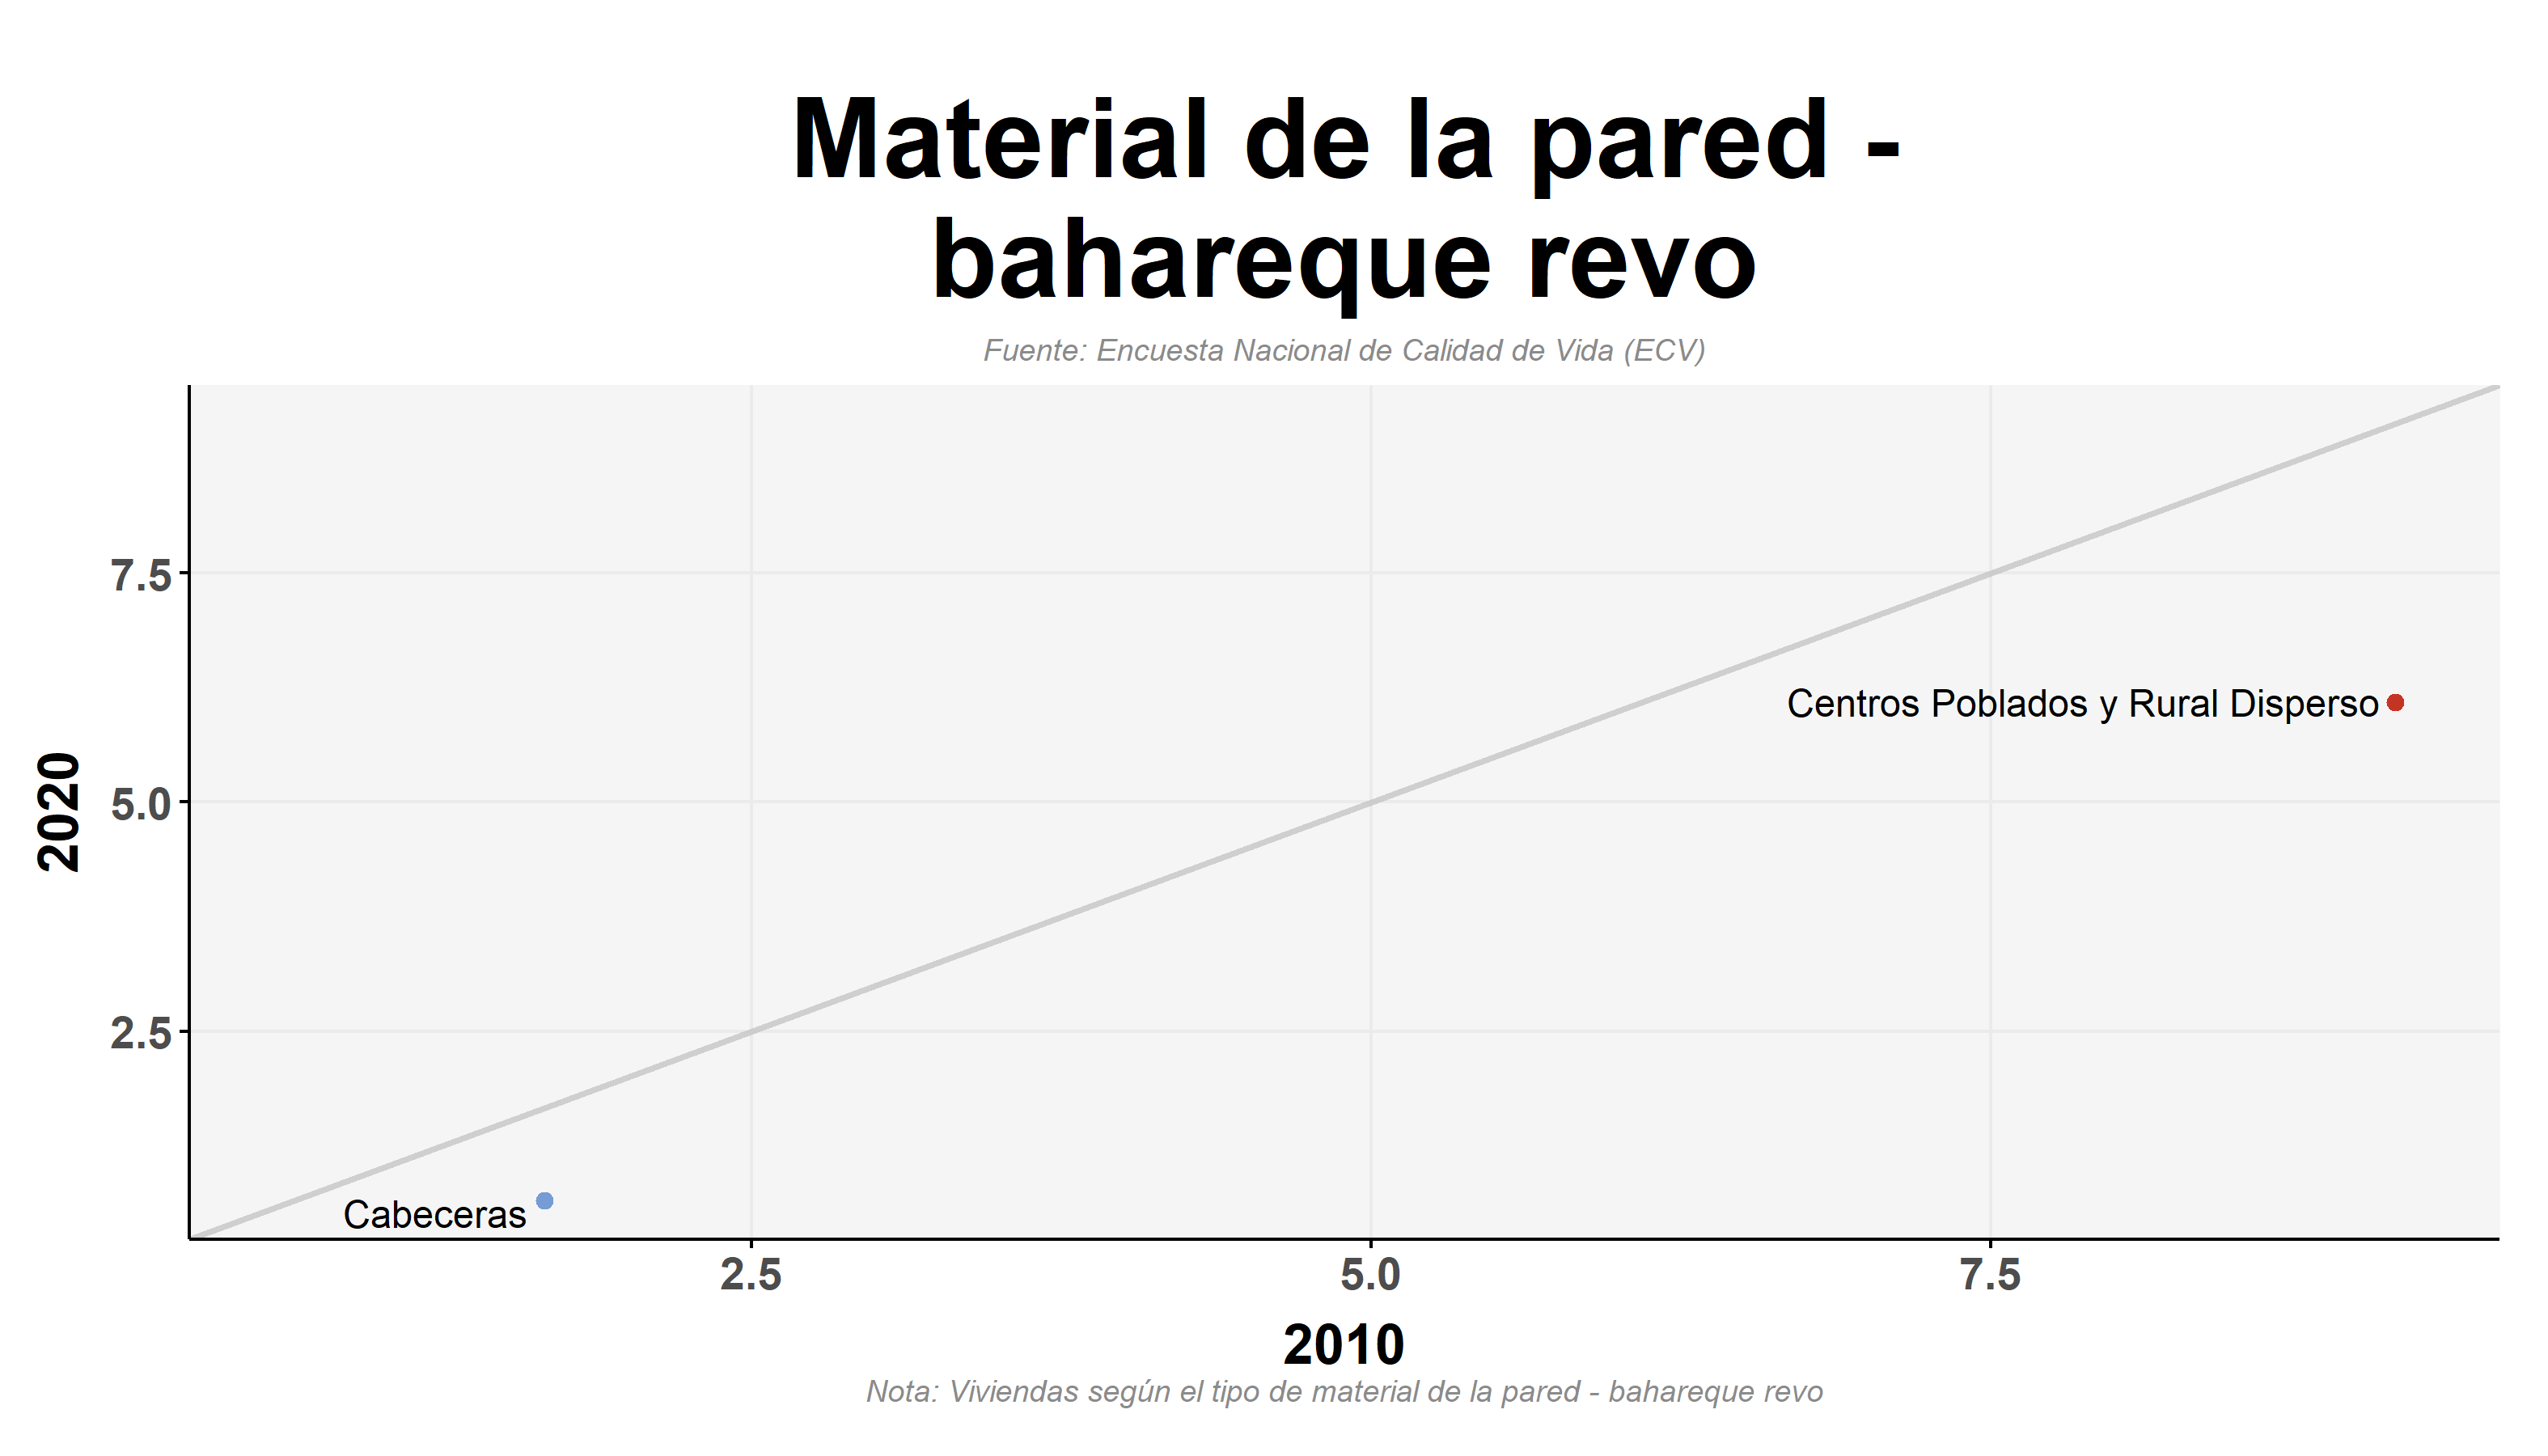 Material de la pared -
bahareque revo
Fuente: Encuesta Nacional de Calidad de Vida (ECV)
7.5
5.0
2.5
2020
Centros Poblados y Rural Disperso
Cabeceras
2.5
5.0
7.5
2010
Nota: Viviendas según el tipo de material de la pared - bahareque revo